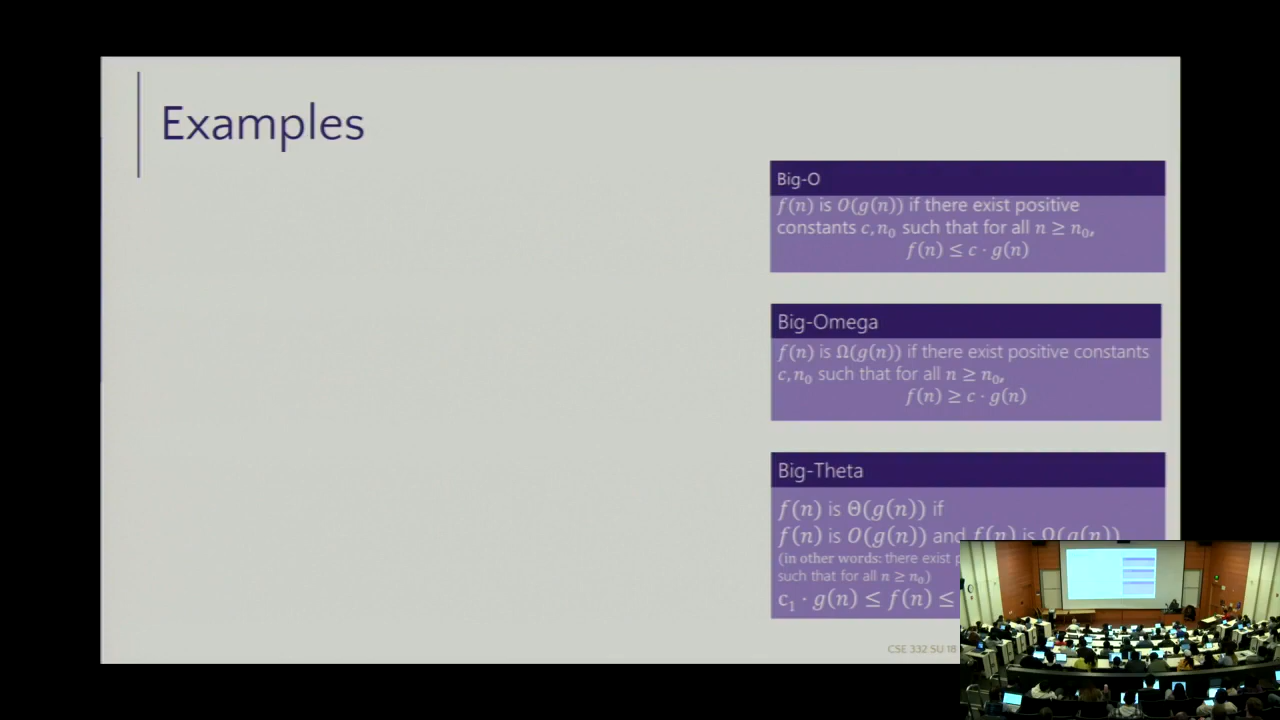 Examples
Big-O
f(n) is O(g(n)) if there exist positive
constants c, n₀ such that for all n ≥ n₀,
f(n) ≤ c · g(n)
Big-Omega
f(n) is Ω(g(n)) if there exist positive constants
c, n₀ such that for all n ≥ n₀,
f(n) ≥ c · g(n)
Big-Theta
f(n) is Θ(g(n)) if
f(n) is O(g(n)) and f(n) is Ω(g(n))
(in other words: there exist
such that for all n ≥ n₀)
c₁ · g(n) ≤ f(n) ≤
CSE 332 SU 18